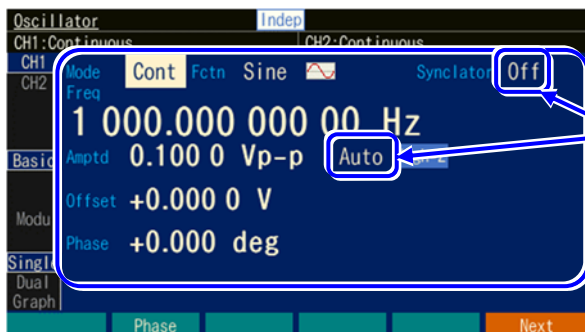 Oscillator Indep
CH1:Continuous CH2:Continuous
CH1 Mode Cont Fctn Sine Synclator Off
CH2 Freq
1 000.000 000 00 Hz
Basic Amptd 0.100 0 Vp-p Auto
Offset +0.000 0 V
Modu
Phase +0.000 deg
Single
Dual
Graph
Phase Next